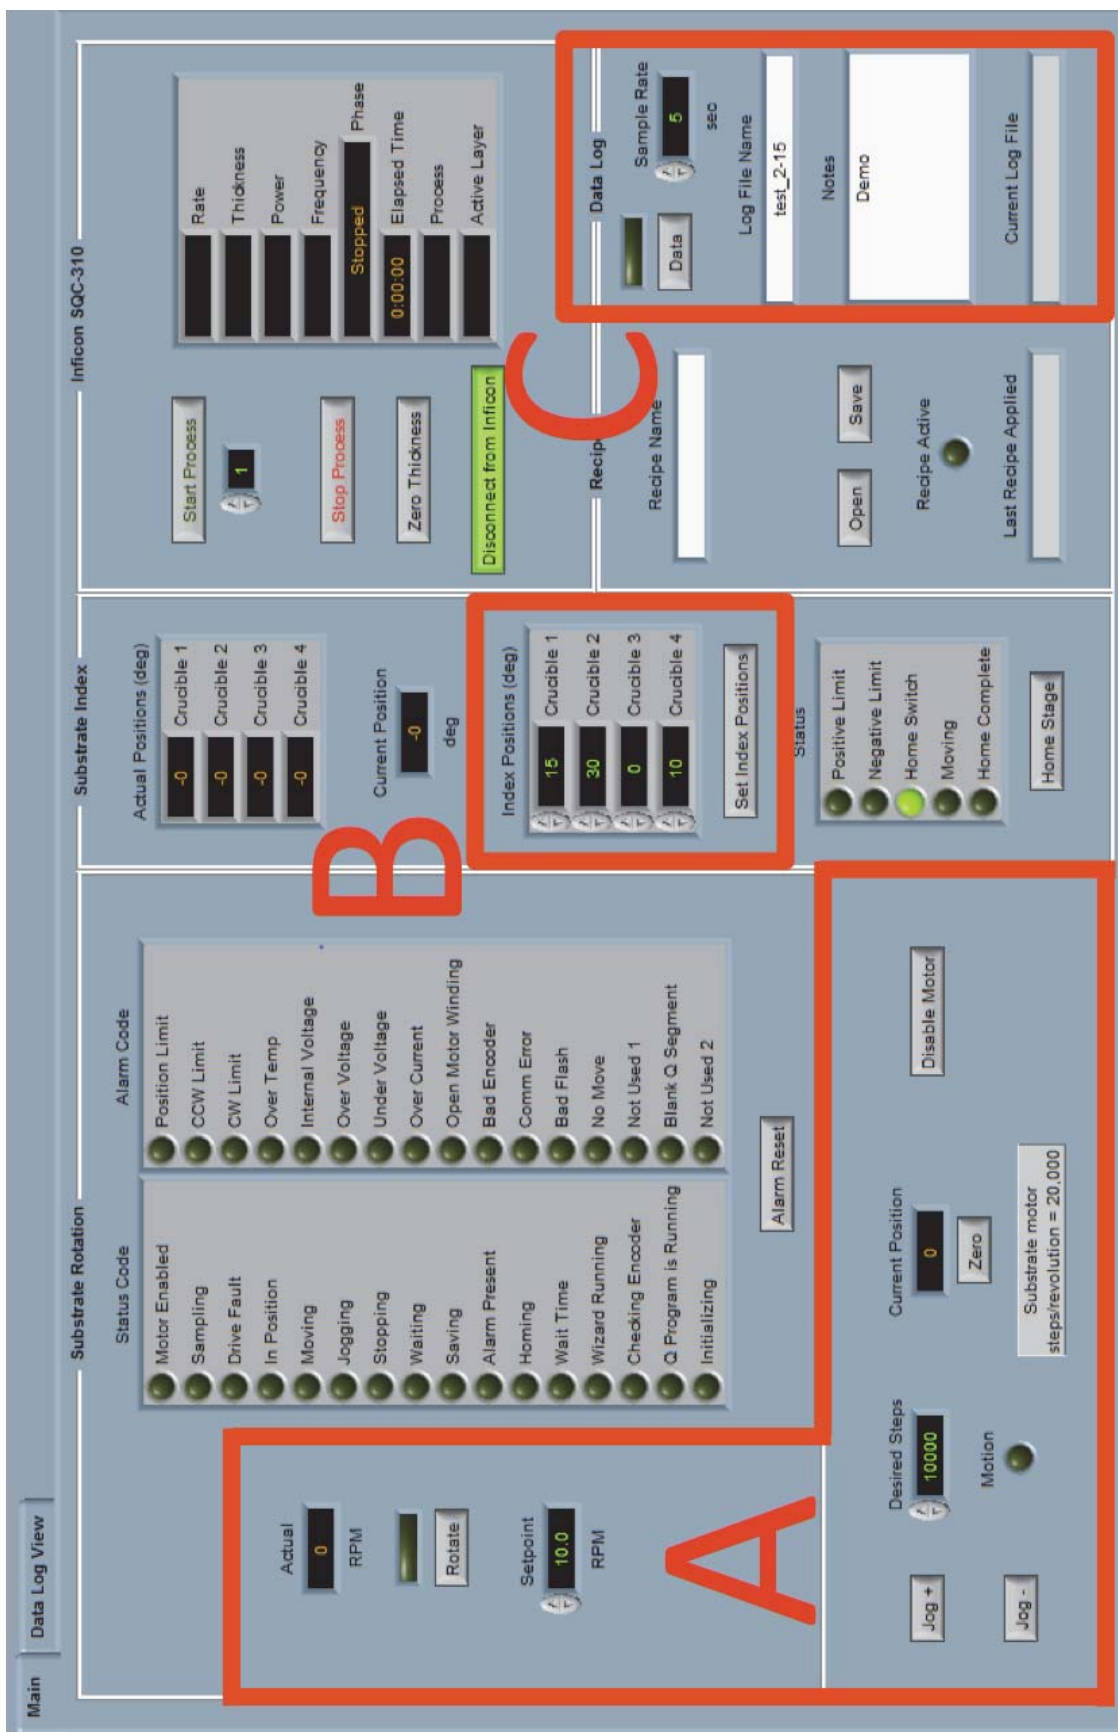 Main
Data Log View
Substrate Rotation
Actual
0
RPM
Rotate
Setpoint
10.0
RPM
Status Code
Motor Enabled
Sampling
Drive Fault
In Position
Moving
Jogging
Stopping
Waiting
Saving
Alarm Present
Homing
Wait Time
Wizard Running
Checking Encoder
Q Program is Running
Initializing
Alarm Code
Position Limit
CCW Limit
CW Limit
Over Temp
Internal Voltage
Over Voltage
Under Voltage
Over Current
Open Motor Winding
Bad Encoder
Comm Error
Bad Flash
No Move
Not Used 1
Blank Q Segment
Not Used 2
Alarm Reset
A
Jog +
Jog -
Desired Steps
10000
Motion
Current Position
0
Zero
Substrate motor
steps/revolution = 20,000
Disable Motor
Substrate Index
Actual Positions (deg)
-0 Crucible 1
-0 Crucible 2
-0 Crucible 3
-0 Crucible 4
Current Position
-0
deg
B
Index Positions (deg)
15 Crucible 1
30 Crucible 2
0 Crucible 3
10 Crucible 4
Set Index Positions
Status
Positive Limit
Negative Limit
Home Switch
Moving
Home Complete
Home Stage
Inficon SQC-310
Start Process
1
Stop Process
Zero Thickness
Disconnect from Inficon
Rate
Thickness
Power
Frequency
Stopped Phase
0:00:00 Elapsed Time
Process
Active Layer
C
Recipe
Recipe Name
Open
Save
Recipe Active
Last Recipe Applied
Data Log
Data
Sample Rate
5
sec
Log File Name
test_2-15
Notes
Demo
Current Log File